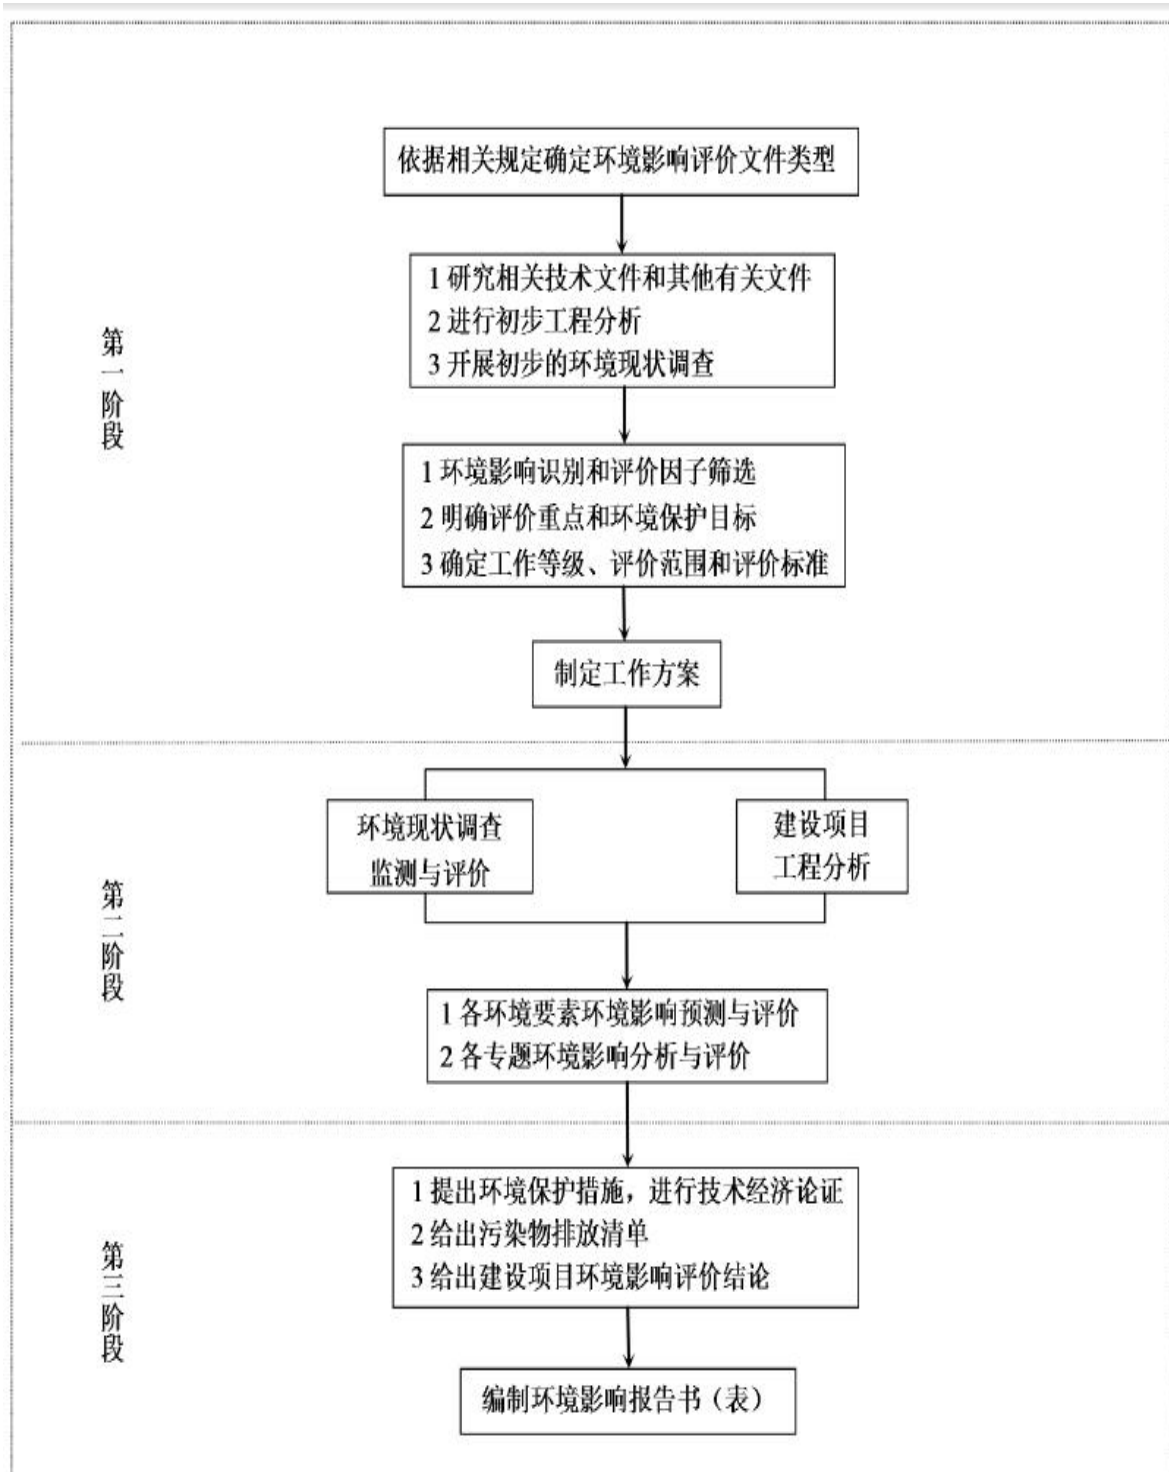 依据相关规定确定环境影响评价文件类型
1 研究相关技术文件和其他有关文件
2 进行初步工程分析
3 开展初步的环境现状调查
第一阶段
1 环境影响识别和评价因子筛选
2 明确评价重点和环境保护目标
3 确定工作等级、评价范围和评价标准
制定工作方案
环境现状调查
监测与评价
建设项目
工程分析
第二阶段
1 各环境要素环境影响预测与评价
2 各专题环境影响分析与评价
1 提出环境保护措施，进行技术经济论证
2 给出污染物排放清单
3 给出建设项目环境影响评价结论
第三阶段
编制环境影响报告书（表）